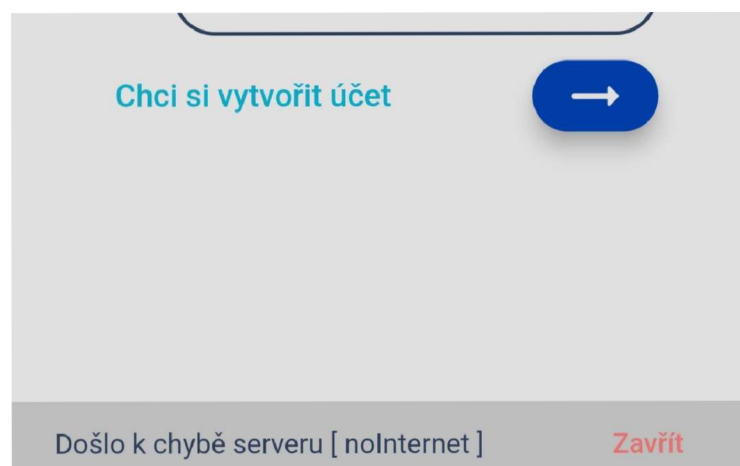 Chci si vytvořit účet
Došlo k chybě serveru [ noInternet ]
Zavřít